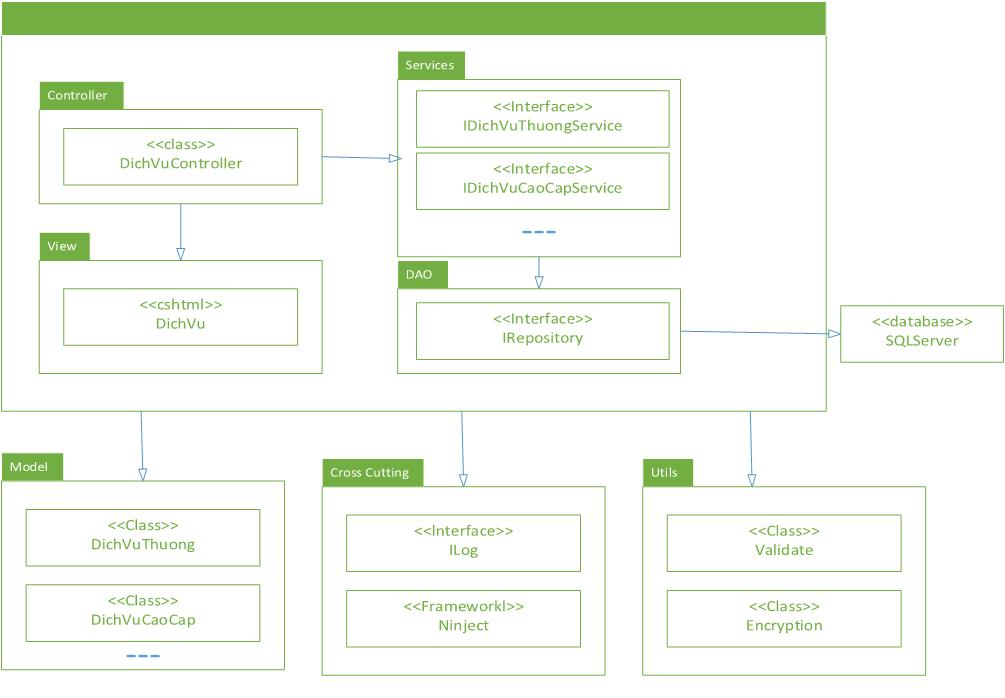 Controller
<<class>>
DichVuController
View
<<cshtml>>
DichVu
Services
<<Interface>>
IDichVuThuongService
<<Interface>>
IDichVuCaoCapService
DAO
<<Interface>>
IRepository
<<database>>
SQLServer
Model
<<Class>>
DichVuThuong
<<Class>>
DichVuCaoCap
Cross Cutting
<<Interface>>
ILog
<<Frameworkl>>
Ninject
Utils
<<Class>>
Validate
<<Class>>
Encryption